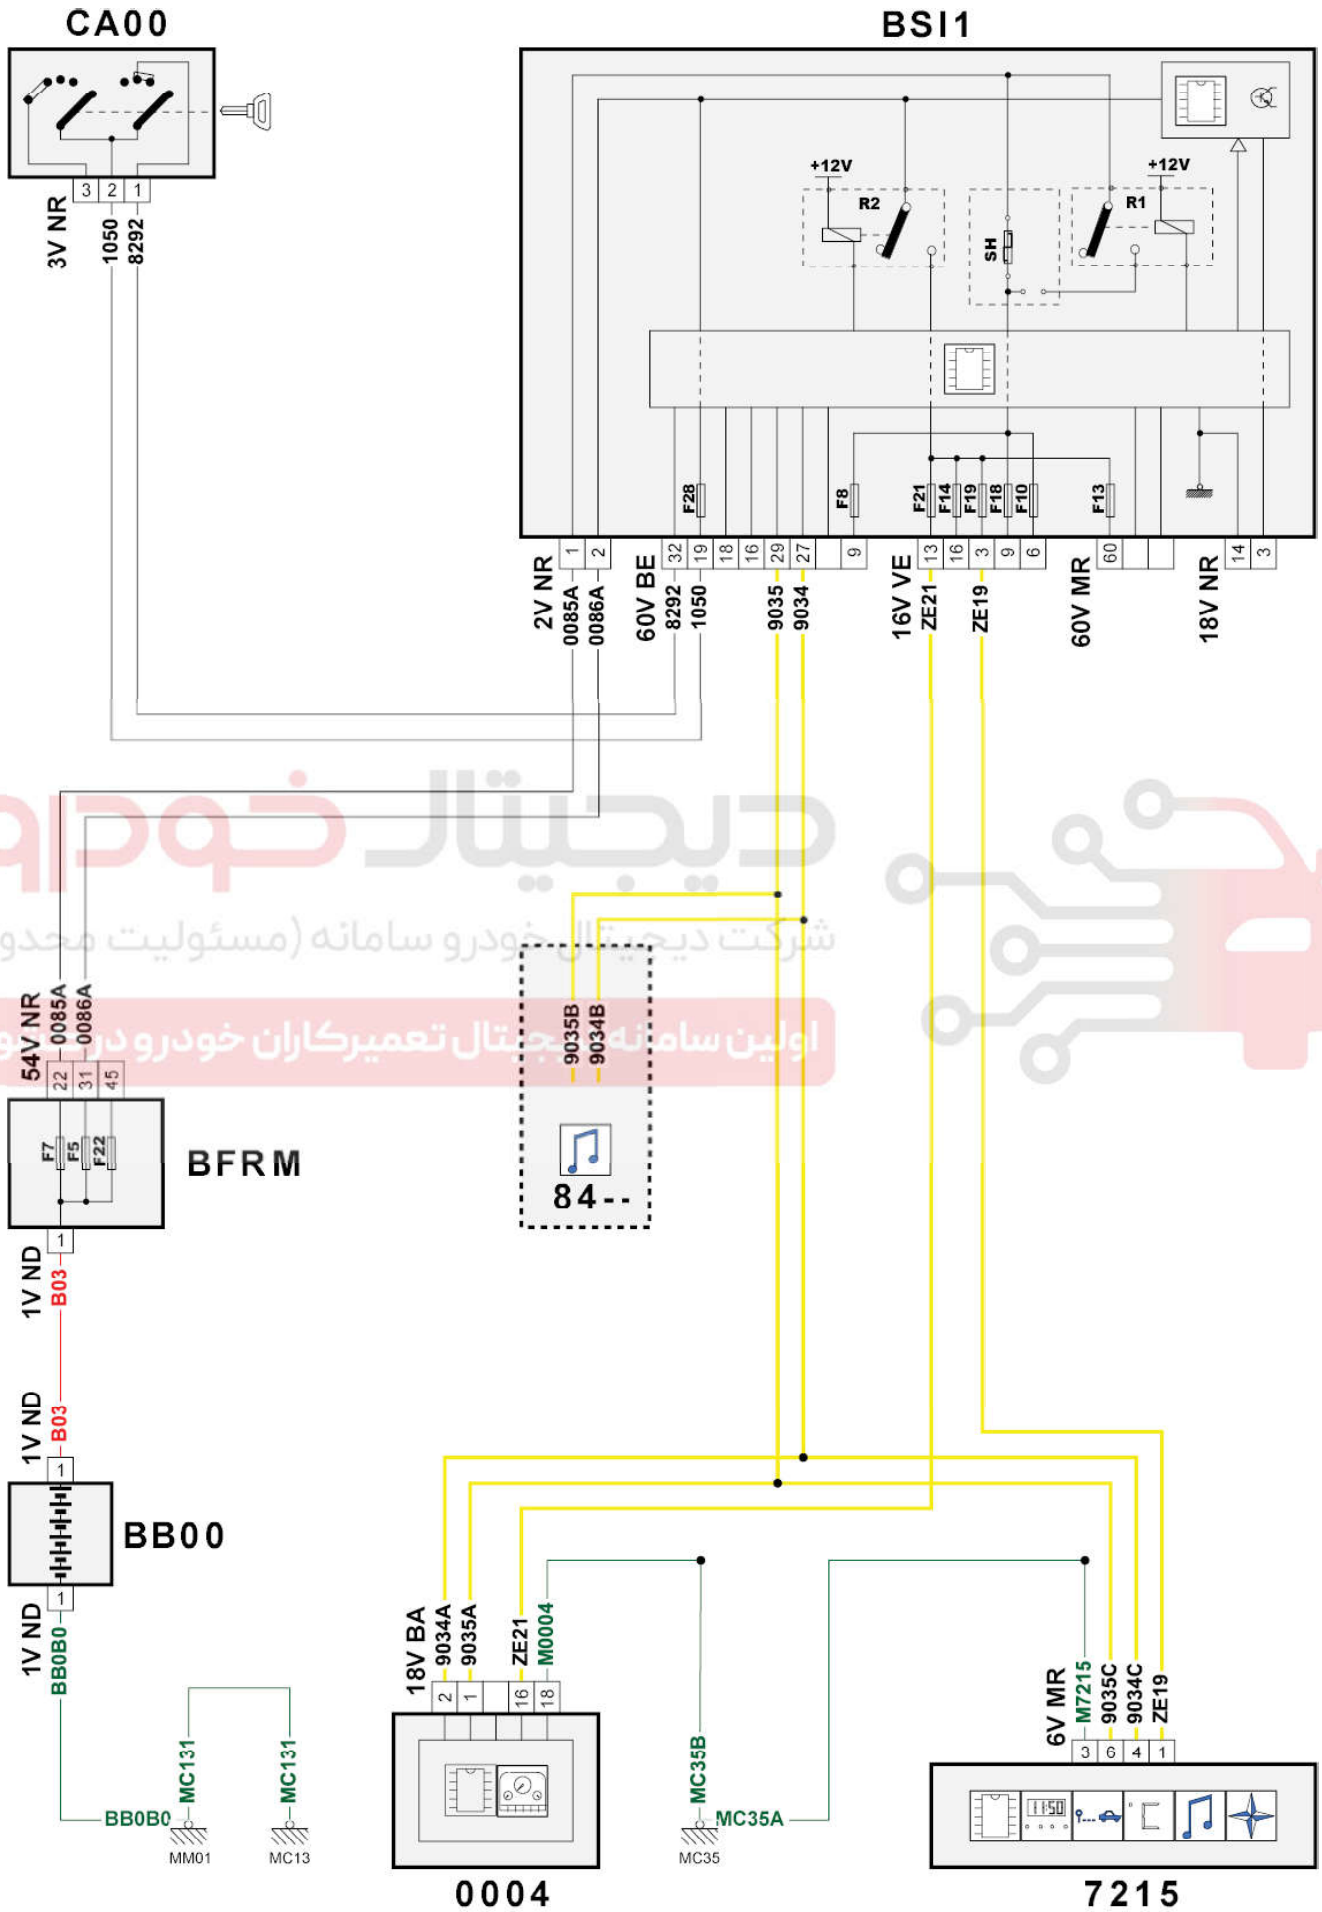 CA00
BSI1
+12V
+12V
R2
R1
SH
3 2 1
3V NR
1050
8292
F28
F8
F21
F14
F19
F18
F10
F13
1 2
32 19 18 16 29 27 9
13 16 3 9 6
60
14 3
2V NR
0085A
0086A
60V BE
8292
1050
9035
9034
16V VE
ZE21
ZE19
60V MR
18V NR
دیجیتال خودرو
شرکت دیجیتال خودرو سامانه (مسئولیت محدو
اولین سامانه دیجیتال تعمیرکاران خودرو در
54V NR
0085A
0086A
9035B
9034B
22 31 45
F7
F5
F22
BFRM
84--
1
1V ND
B03
1V ND
B03
1
BB00
1
1V ND
BB0B0
18V BA
9034A
9035A
ZE21
M0004
6V MR
M7215
9035C
9034C
ZE19
2 1 16 18
3 6 4 1
MC131
MC131
MC35B
BB0B0
MC35A
MM01
MC13
MC35
11:50
°C
0004
7215